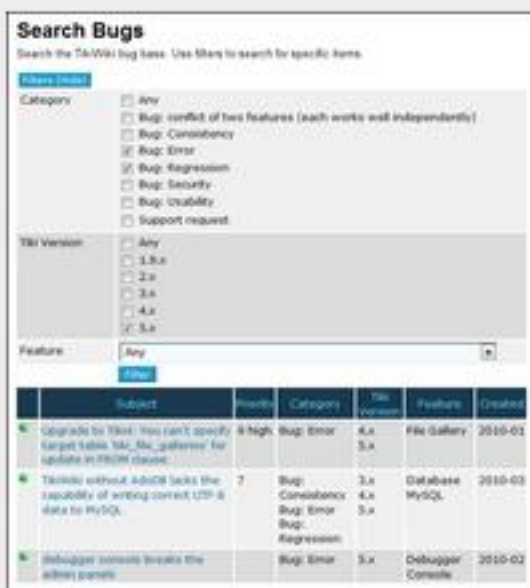 Search Bugs
Search the TikiWiki bug base. Use filters to search for specific items.
Filters (Hide)
Category
Any
Bug: conflict of two features (each works well independently)
Bug: Consistency
Bug: Error
Bug: Regression
Bug: Security
Bug: Usability
Support request
Tiki Version
Any
1.9.x
2.x
3.x
4.x
5.x
Feature Any
Filter
Subject Priority Category Tiki Version Feature Created
Upgrade to Tiki4: You can't specify target table 'tiki_file_galleries' for update in FROM clause 9 high Bug: Error 4.x 5.x File Gallery 2010-01
TikiWiki without AdoDB lacks the capability of writing correct UTF-8 data to MySQL 7 Bug: Consistency Bug: Error Bug: Regression 3.x 4.x 5.x Database MySQL 2010-03
debugger console breaks the admin panels Bug: Error 5.x Debugger Console 2010-02